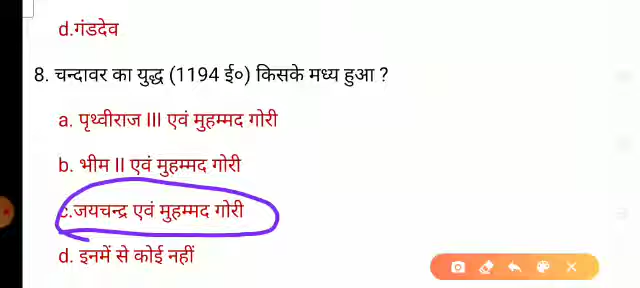 d.गंडदेव
8. चन्दावर का युद्ध (1194 ई०) किसके मध्य हुआ ?
a. पृथ्वीराज III एवं मुहम्मद गोरी
b. भीम II एवं मुहम्मद गोरी
c.जयचन्द्र एवं मुहम्मद गोरी
d. इनमें से कोई नहीं